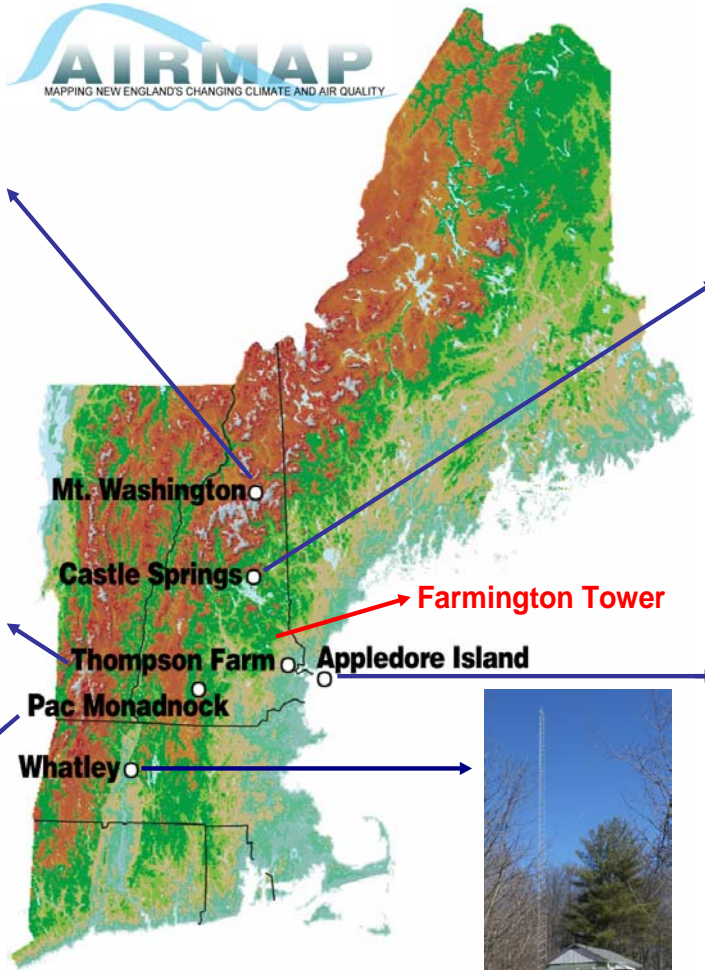 AIRMAP
MAPPING NEW ENGLAND'S CHANGING CLIMATE AND AIR QUALITY
Mt. Washington
Castle Springs
Farmington Tower
Thompson Farm
Appledore Island
Pac Monadnock
Whatley